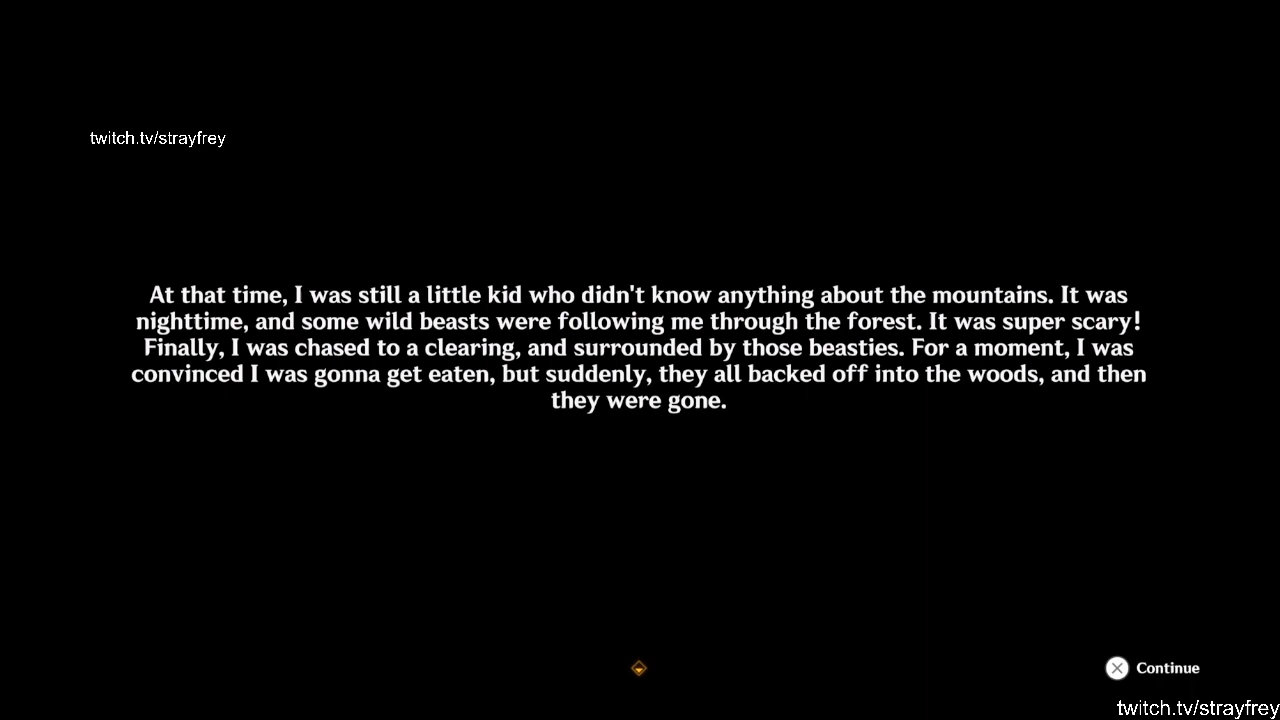 twitch.tv/strayfrey
At that time, I was still a little kid who didn't know anything about the mountains. It was
nighttime, and some wild beasts were following me through the forest. It was super scary!
Finally, I was chased to a clearing, and surrounded by those beasties. For a moment, I was
convinced I was gonna get eaten, but suddenly, they all backed off into the woods, and then
they were gone.
Continue
twitch.tv/strayfrey